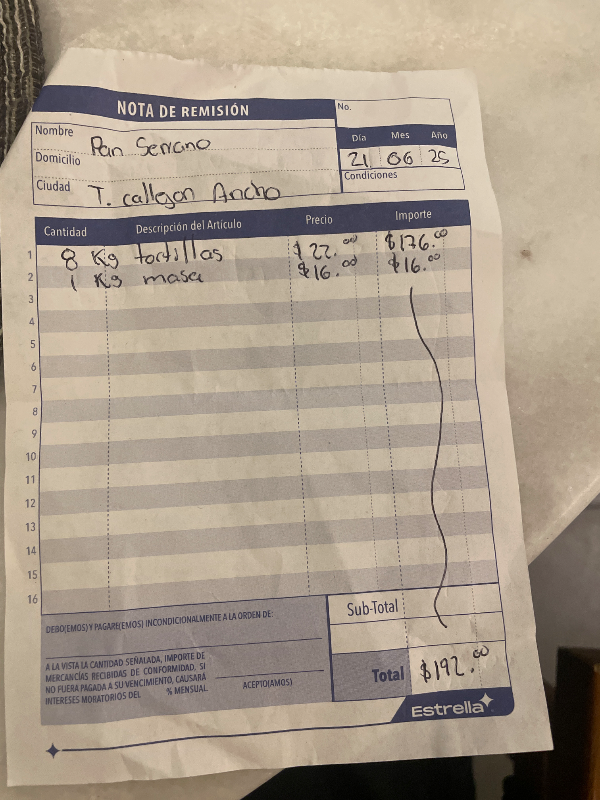 NOTA DE REMISIÓN
No.
Nombre Pan Serrano
Domicilio
Ciudad T. callejon Ancho
Día Mes Año
21 06 25
Condiciones
Cantidad Descripción del Artículo Precio Importe
1 8 Kg tortillas $22.00 $176.00
2 1 Kg masa $16.00 $16.00
3
4
5
6
7
8
9
10
11
12
13
14
15
16
DEBO(EMOS) Y PAGARE(EMOS) INCONDICIONALMENTE A LA ORDEN DE:
A LA VISTA LA CANTIDAD SEÑALADA, IMPORTE DE
MERCANCÍAS RECIBIDAS DE CONFORMIDAD, SI
NO FUERA PAGADA A SU VENCIMIENTO, CAUSARÁ
INTERESES MORATORIOS DEL % MENSUAL.
ACEPTO(AMOS)
Sub-Total
Total $192.00
Estrella